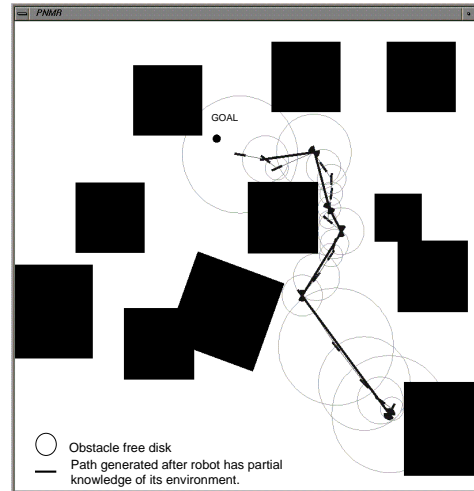 PNMR
GOAL
Obstacle free disk
Path generated after robot has partial
knowledge of its environment.